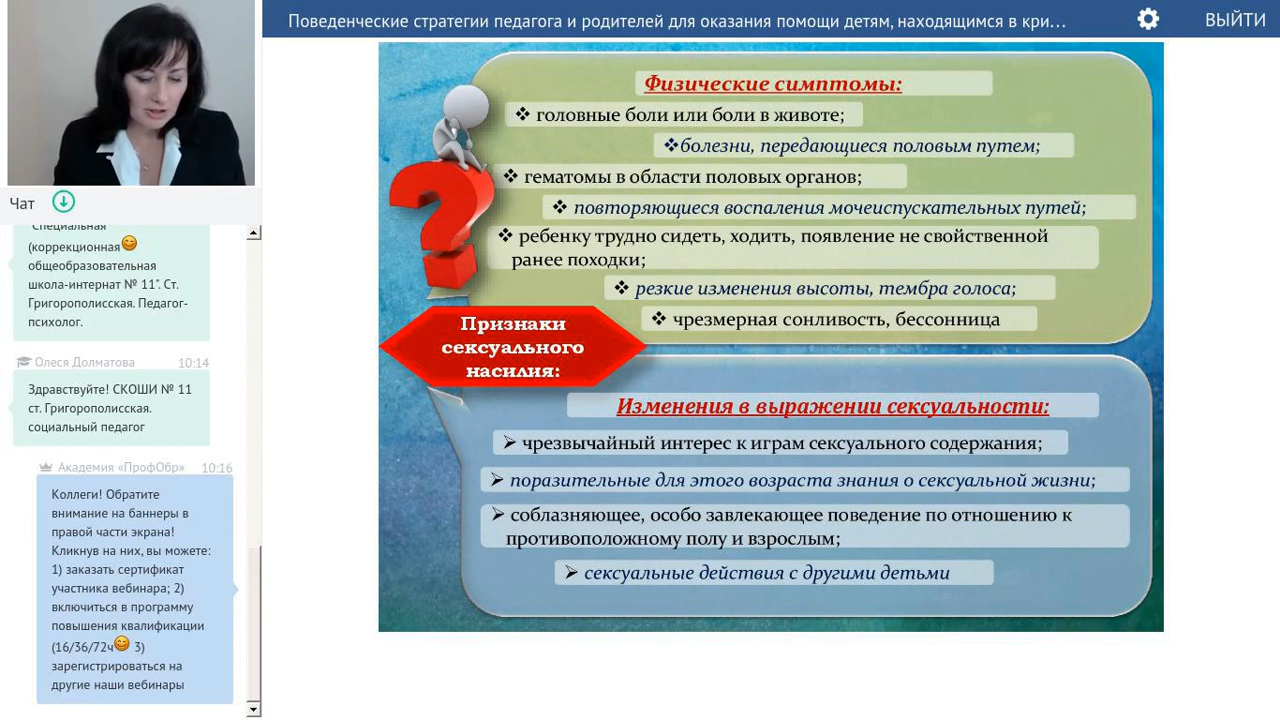 Поведенческие стратегии педагога и родителей для оказания помощи детям, находящимся в кри...
ВЫЙТИ
Чат
"Специальная
(коррекционная
общеобразовательная
школа-интернат № 11". Ст.
Григорополисская. Педагог-
психолог.
Олеся Долматова 10:14
Здравствуйте! СКОШИ № 11
ст. Григорополисская.
социальный педагог
Академия «ПрофОбр» 10:16
Коллеги! Обратите
внимание на баннеры в
правой части экрана!
Кликнув на них, вы можете:
1) заказать сертификат
участника вебинара; 2)
включиться в программу
повышения квалификации
(16/36/72ч 3)
зарегистрироваться на
другие наши вебинары
Физические симптомы:
❖ головные боли или боли в животе;
❖болезни, передающиеся половым путем;
❖ гематомы в области половых органов;
❖ повторяющиеся воспаления мочеиспускательных путей;
❖ ребенку трудно сидеть, ходить, появление не свойственной
ранее походки;
❖ резкие изменения высоты, тембра голоса;
❖ чрезмерная сонливость, бессонница
Признаки
сексуального
насилия:
Изменения в выражении сексуальности:
➢ чрезвычайный интерес к играм сексуального содержания;
➢ поразительные для этого возраста знания о сексуальной жизни;
➢ соблазняющее, особо завлекающее поведение по отношению к
противоположному полу и взрослым;
➢ сексуальные действия с другими детьми